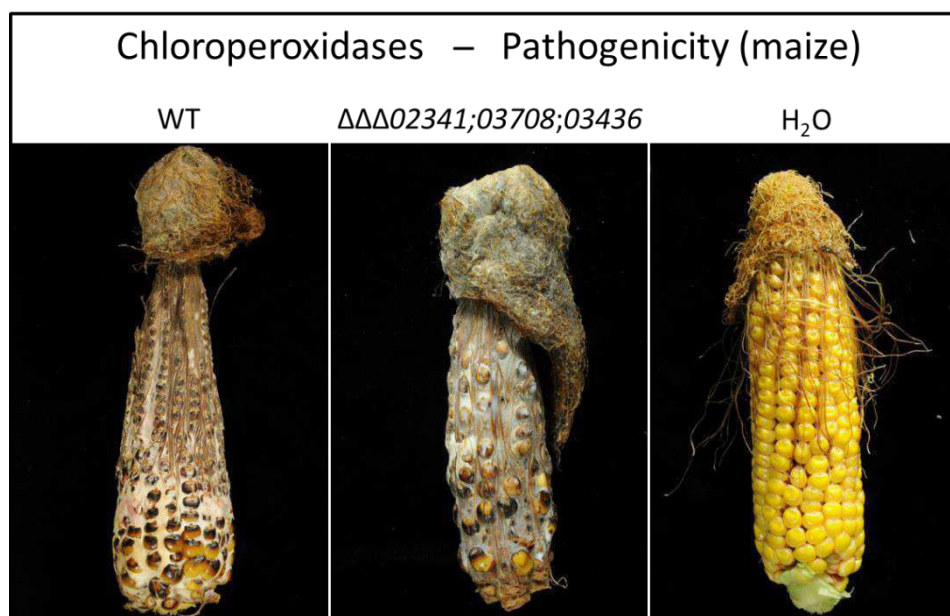 Chloroperoxidases – Pathogenicity (maize)
WT ΔΔΔ02341;03708;03436 H₂O